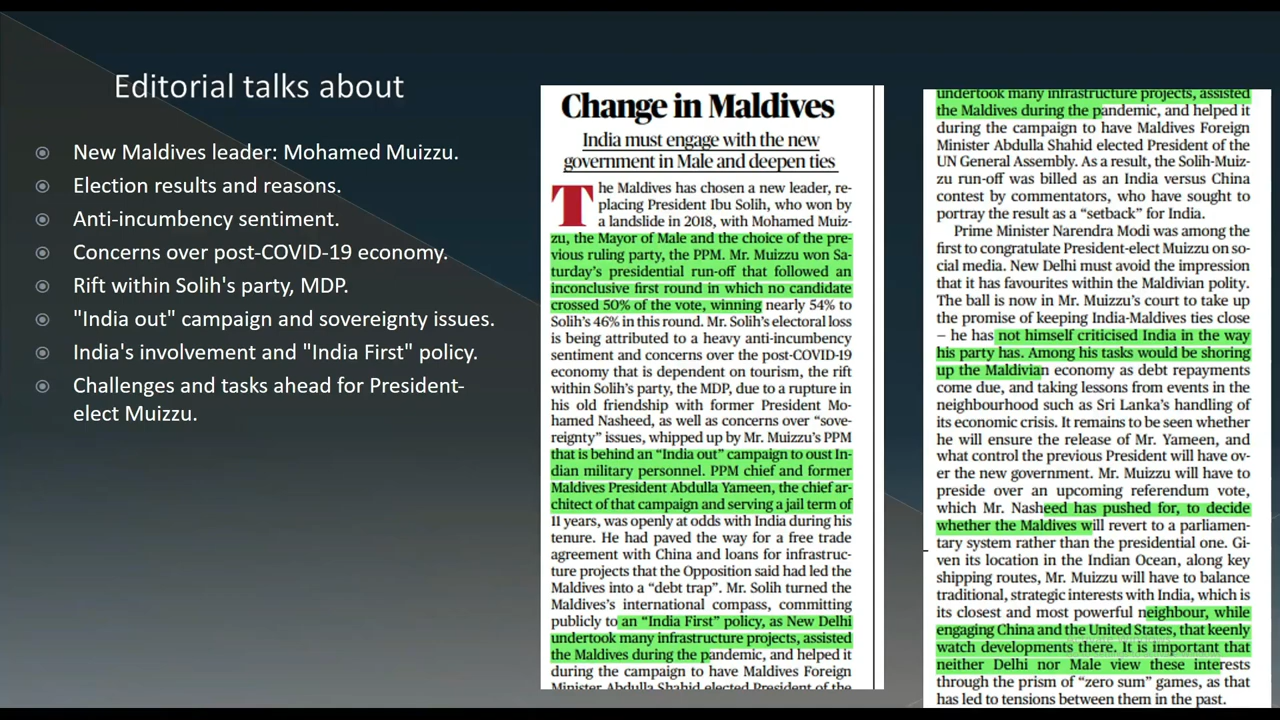 Editorial talks about
New Maldives leader: Mohamed Muizzu.
Election results and reasons.
Anti-incumbency sentiment.
Concerns over post-COVID-19 economy.
Rift within Solih's party, MDP.
"India out" campaign and sovereignty issues.
India's involvement and "India First" policy.
Challenges and tasks ahead for President-
elect Muizzu.
Change in Maldives
India must engage with the new
government in Male and deepen ties
The Maldives has chosen a new leader, re-
placing President Ibu Solih, who won by
a landslide in 2018, with Mohamed Muiz-
zu, the Mayor of Male and the choice of the pre-
vious ruling party, the PPM. Mr. Muizzu won Sa-
turday's presidential run-off that followed an
inconclusive first round in which no candidate
crossed 50% of the vote, winning nearly 54% to
Solih's 46% in this round. Mr. Solih's electoral loss
is being attributed to a heavy anti-incumbency
sentiment and concerns over the post-COVID-19
economy that is dependent on tourism, the rift
within Solih's party, the MDP, due to a rupture in
his old friendship with former President Mo-
hamed Nasheed, as well as concerns over “sove-
reignty” issues, whipped up by Mr. Muizzu's PPM
that is behind an “India out” campaign to oust In-
dian military personnel. PPM chief and former
Maldives President Abdulla Yameen, the chief ar-
chitect of that campaign and serving a jail term of
11 years, was openly at odds with India during his
tenure. He had paved the way for a free trade
agreement with China and loans for infrastruc-
ture projects that the Opposition said had led the
Maldives into a “debt trap”. Mr. Solih turned the
Maldives's international compass, committing
publicly to an “India First” policy, as New Delhi
undertook many infrastructure projects, assisted
the Maldives during the pandemic, and helped it
during the campaign to have Maldives Foreign
Minister Abdulla Shahid elected President of the
undertook many infrastructure projects, assisted
the Maldives during the pandemic, and helped it
during the campaign to have Maldives Foreign
Minister Abdulla Shahid elected President of the
UN General Assembly. As a result, the Solih-Muiz-
zu run-off was billed as an India versus China
contest by commentators, who have sought to
portray the result as a “setback” for India.
Prime Minister Narendra Modi was among the
first to congratulate President-elect Muizzu on so-
cial media. New Delhi must avoid the impression
that it has favourites within the Maldivian polity.
The ball is now in Mr. Muizzu's court to take up
the promise of keeping India-Maldives ties close
– he has not himself criticised India in the way
his party has. Among his tasks would be shoring
up the Maldivian economy as debt repayments
come due, and taking lessons from events in the
neighbourhood such as Sri Lanka's handling of
its economic crisis. It remains to be seen whether
he will ensure the release of Mr. Yameen, and
what control the previous President will have ov-
er the new government. Mr. Muizzu will have to
preside over an upcoming referendum vote,
which Mr. Nasheed has pushed for, to decide
whether the Maldives will revert to a parliamen-
tary system rather than the presidential one. Gi-
ven its location in the Indian Ocean, along key
shipping routes, Mr. Muizzu will have to balance
traditional, strategic interests with India, which is
its closest and most powerful neighbour, while
engaging China and the United States, that keenly
watch developments there. It is important that
neither Delhi nor Male view these interests
through the prism of “zero sum” games, as that
has led to tensions between them in the past.